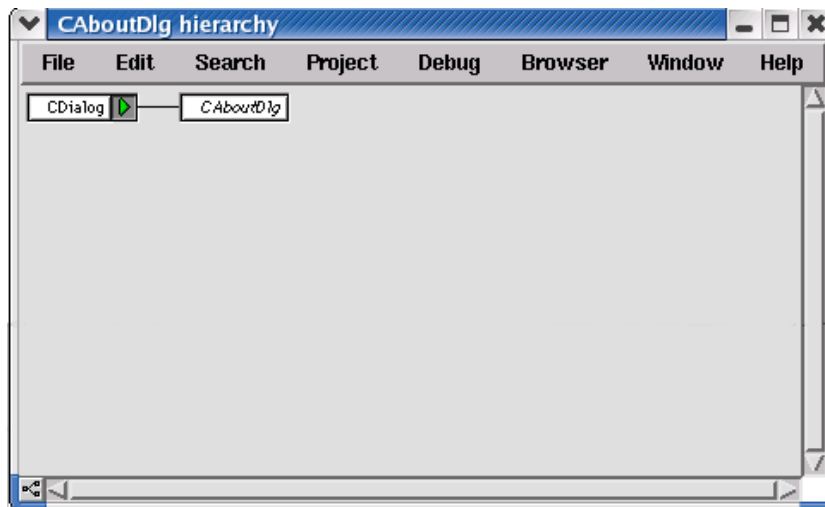 CAboutDlg hierarchy
File Edit Search Project Debug Browser Window Help
CDialog CAboutDlg